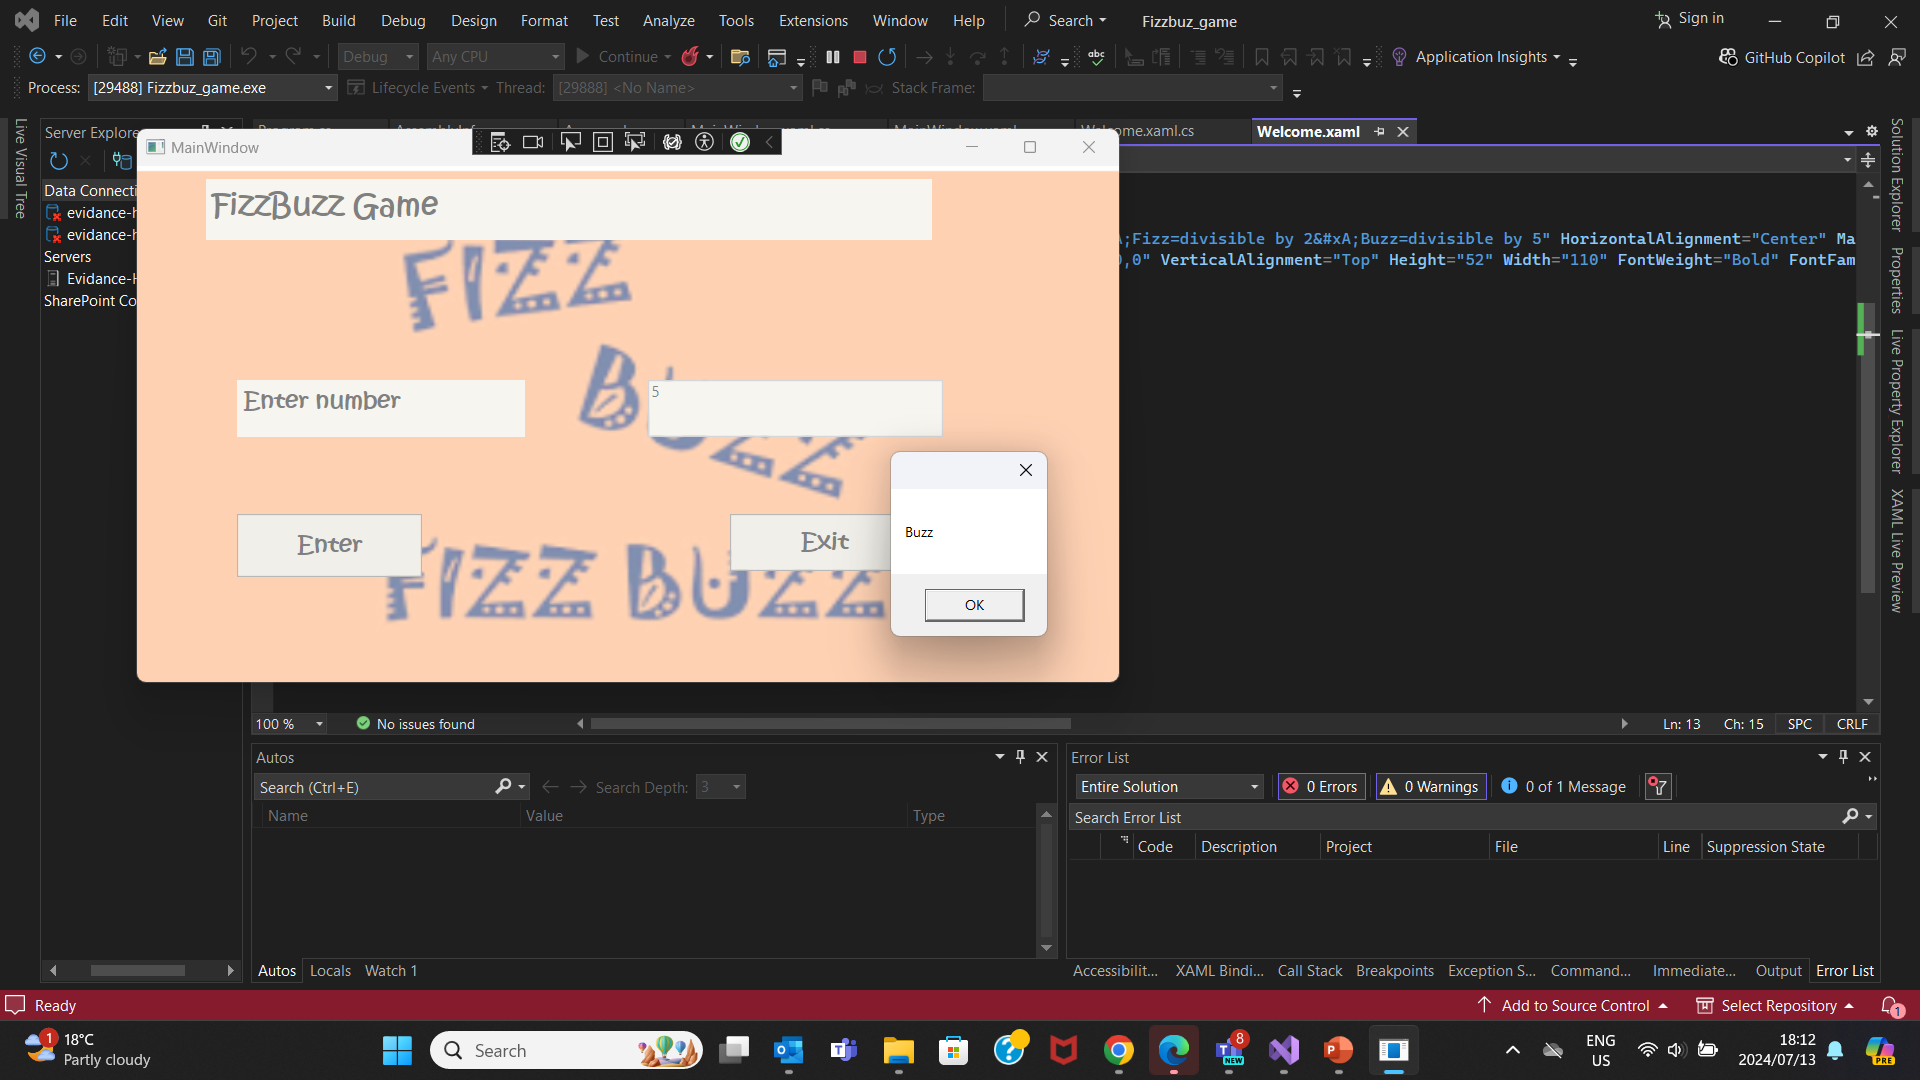 File Edit View Git Project Build Debug Design Format Test Analyze Tools Extensions Window Help Search Fizzbuz_game Sign in
Debug Any CPU Continue Application Insights GitHub Copilot
Process: [29488] Fizzbuz_game.exe Lifecycle Events Thread: [29888] <No Name> Stack Frame:
Live Visual Tree
Server Explore
Welcome.xaml
MainWindow
Data Connecti
evidance-h
evidance-h
Servers
Evidance-H
SharePoint Co
FizzBuzz Game
FIZZ
Enter number
5
Buzz
OK
Enter
Exit
FIZZ BUZZ
;Fizz=divisible by 2&#xA;Buzz=divisible by 5" HorizontalAlignment="Center" Ma
0,0" VerticalAlignment="Top" Height="52" Width="110" FontWeight="Bold" FontFam
Solution Explorer
Properties
Live Property Explorer
XAML Live Preview
100 % No issues found Ln: 13 Ch: 15 SPC CRLF
Autos
Search (Ctrl+E) Search Depth: 3
Name Value Type
Autos Locals Watch 1
Error List
Entire Solution 0 Errors 0 Warnings 0 of 1 Message
Search Error List
Code Description Project File Line Suppression State
Accessibilit... XAML Bindi... Call Stack Breakpoints Exception S... Command... Immediate... Output Error List
Ready Add to Source Control Select Repository 1
1 18°C
Partly cloudy
Search
8
NEW
ENG
US
18:12
2024/07/13
PRE